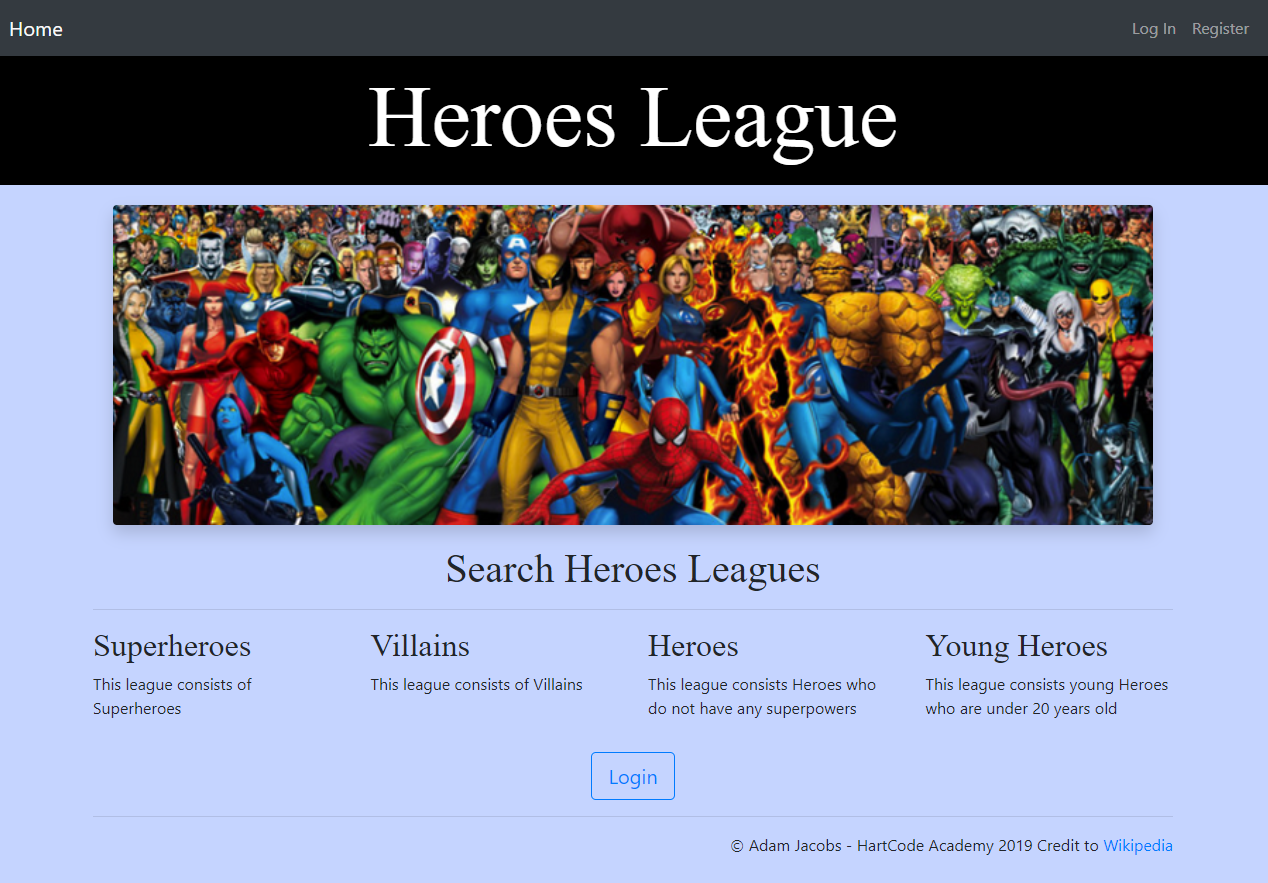 Home
Log In Register
Heroes League
Search Heroes Leagues
Superheroes
This league consists of
Superheroes
Villains
This league consists of Villains
Heroes
This league consists Heroes who
do not have any superpowers
Young Heroes
This league consists young Heroes
who are under 20 years old
Login
© Adam Jacobs - HartCode Academy 2019 Credit to Wikipedia